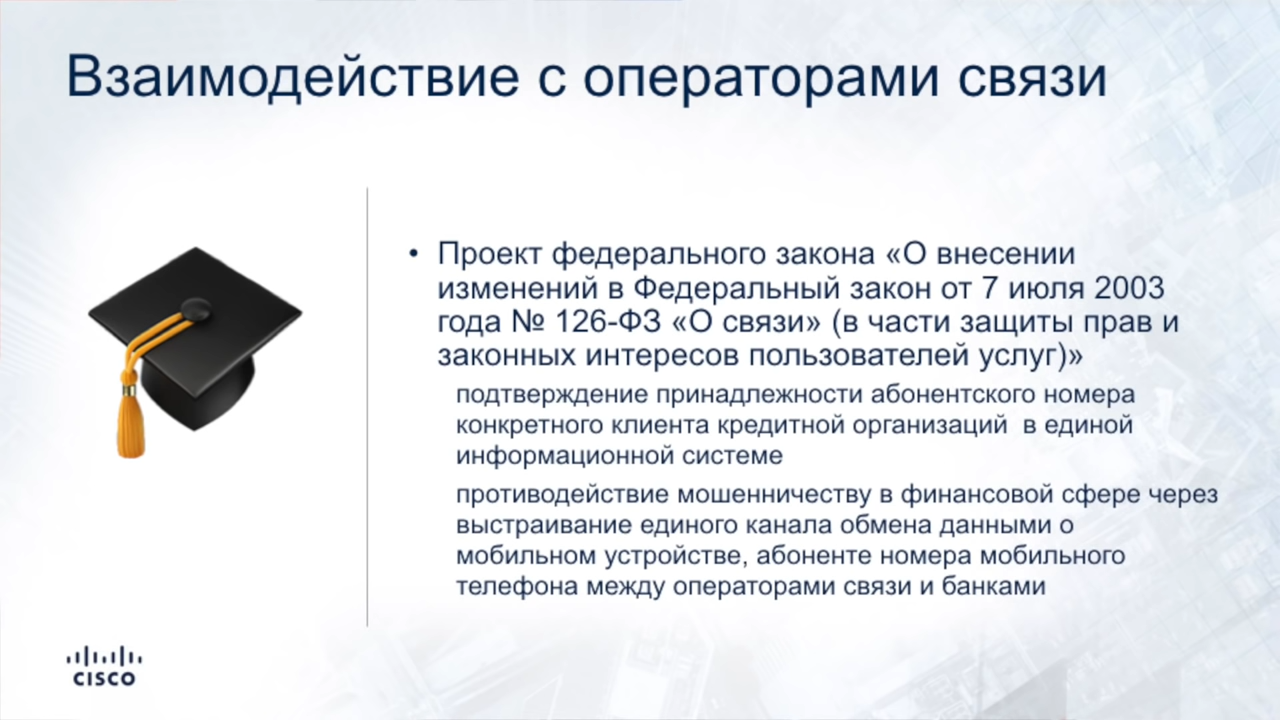 Взаимодействие с операторами связи
• Проект федерального закона «О внесении
изменений в Федеральный закон от 7 июля 2003
года № 126-ФЗ «О связи» (в части защиты прав и
законных интересов пользователей услуг)»
подтверждение принадлежности абонентского номера
конкретного клиента кредитной организаций в единой
информационной системе
противодействие мошенничеству в финансовой сфере через
выстраивание единого канала обмена данными о
мобильном устройстве, абоненте номера мобильного
телефона между операторами связи и банками
CISCO